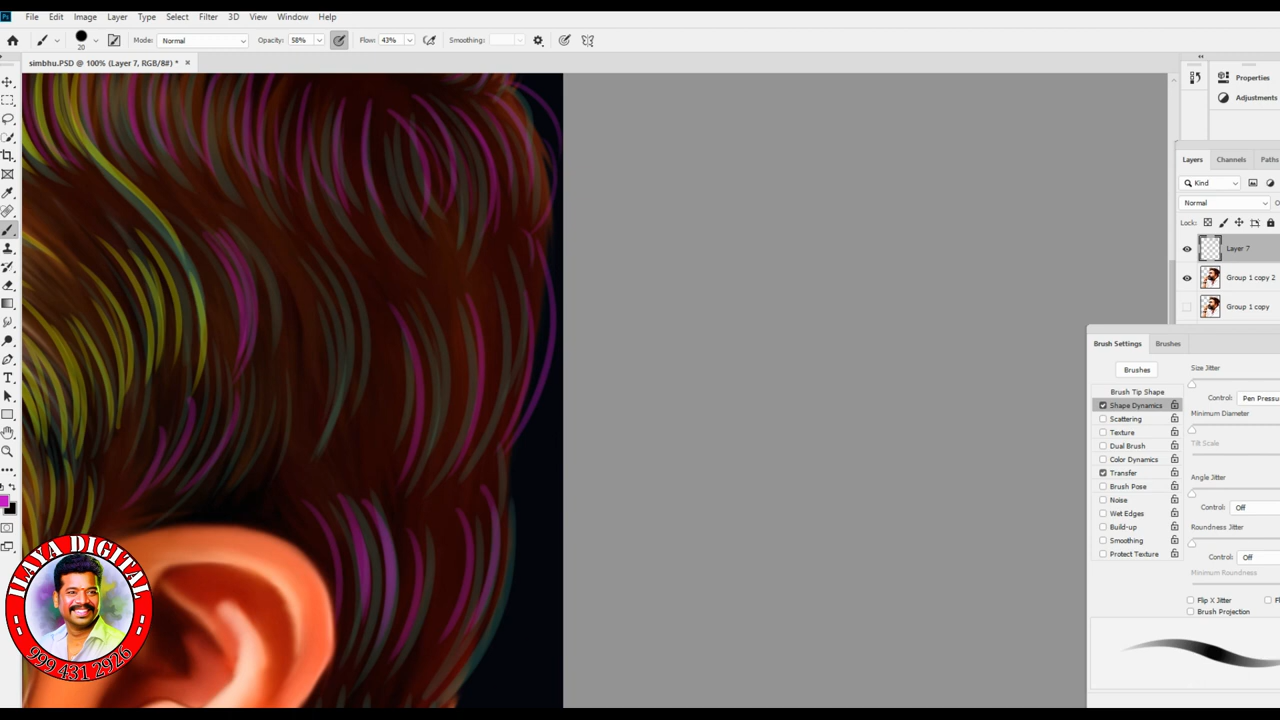 Ps File Edit Image Layer Type Select Filter 3D View Window Help
20 Mode: Normal Opacity: 58% Flow: 43% Smoothing:
simbhu.PSD @ 100% (Layer 7, RGB/8#) * ×
Properties
Adjustments
Layers Channels Paths
Kind
Normal
Lock:
Layer 7
Group 1 copy 2
Group 1 copy
Brush Settings Brushes
Brushes
Brush Tip Shape
Shape Dynamics
Scattering
Texture
Dual Brush
Color Dynamics
Transfer
Brush Pose
Noise
Wet Edges
Build-up
Smoothing
Protect Texture
Size Jitter
Control: Pen Pressu
Minimum Diameter
Tilt Scale
Angle Jitter
Control: Off
Roundness Jitter
Control: Off
Minimum Roundness
Flip X Jitter
Brush Projection
ILAYA DIGITAL
999 431 2926